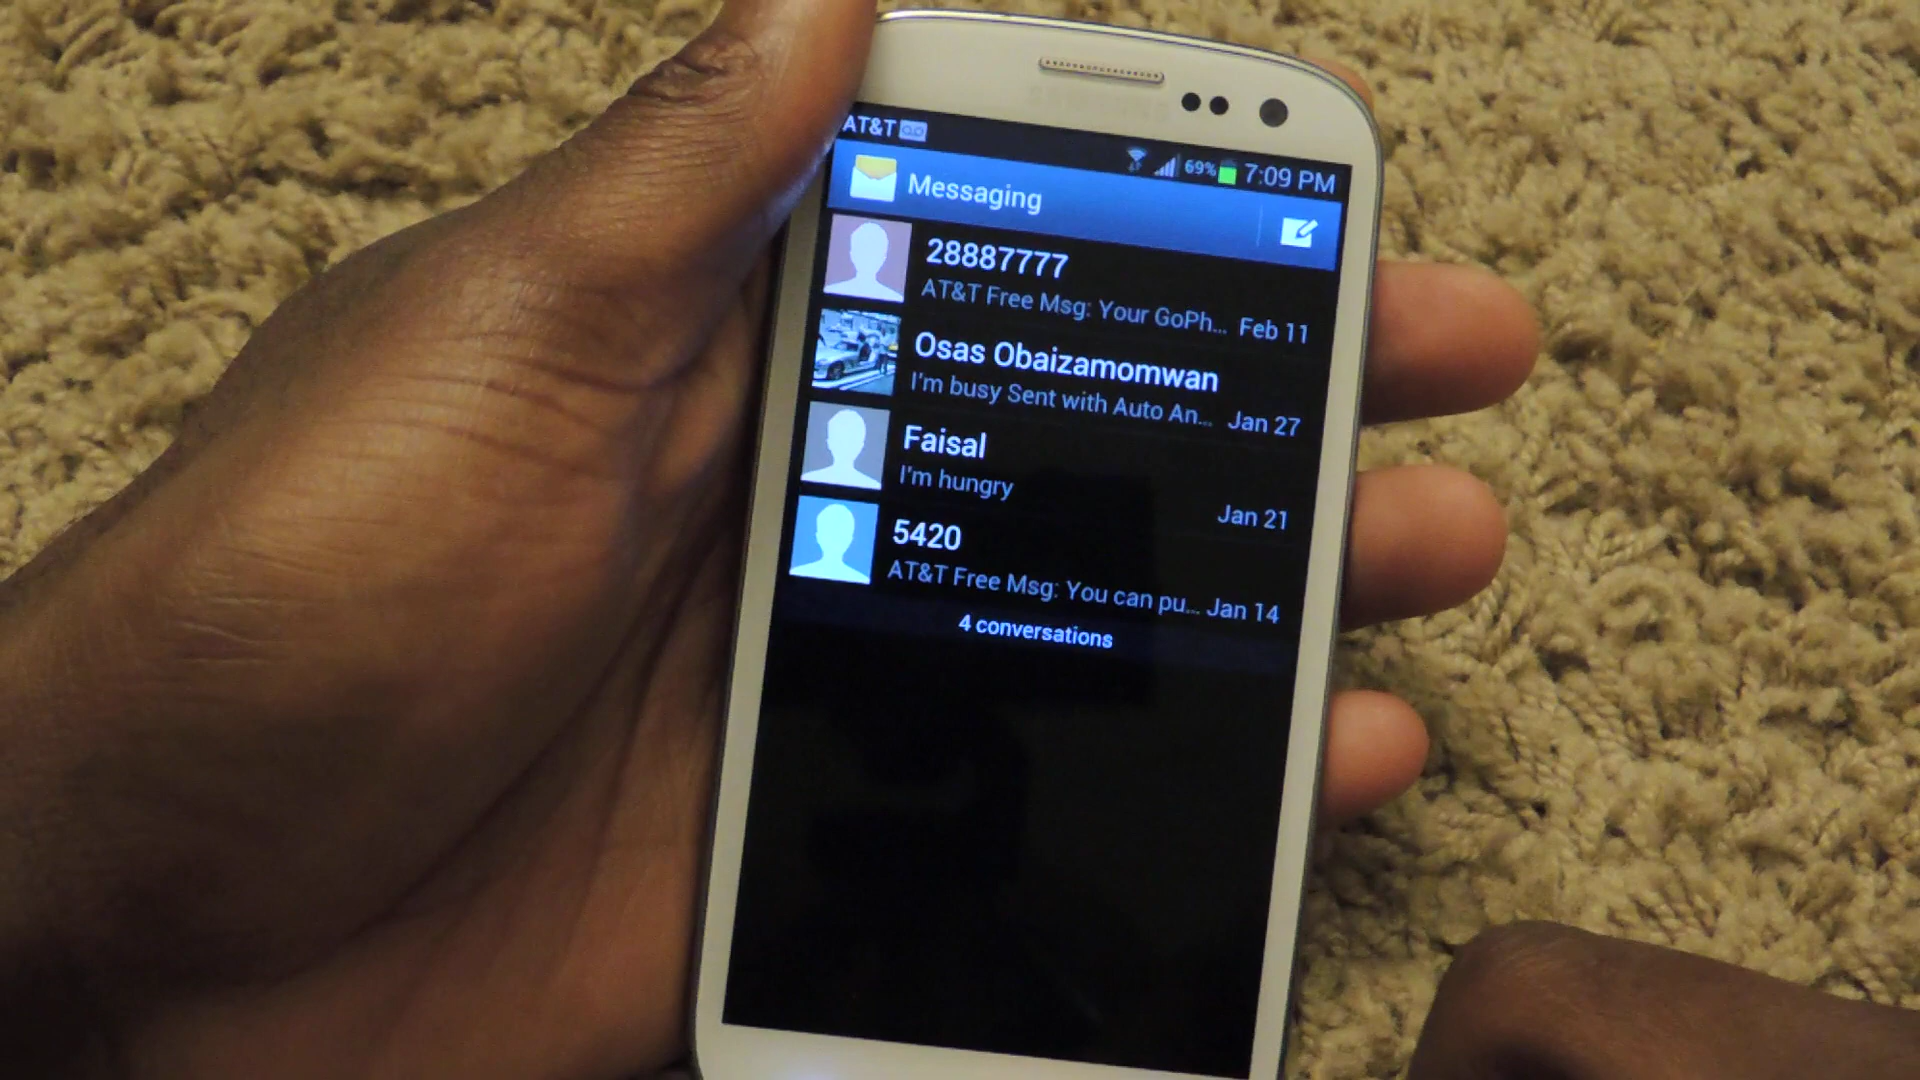 AT&T
69% 7:09 PM
Messaging
28887777
AT&T Free Msg: Your GoPh... Feb 11
Osas Obaizamomwan
I'm busy Sent with Auto An... Jan 27
Faisal
I'm hungry
Jan 21
5420
AT&T Free Msg: You can pu... Jan 14
4 conversations